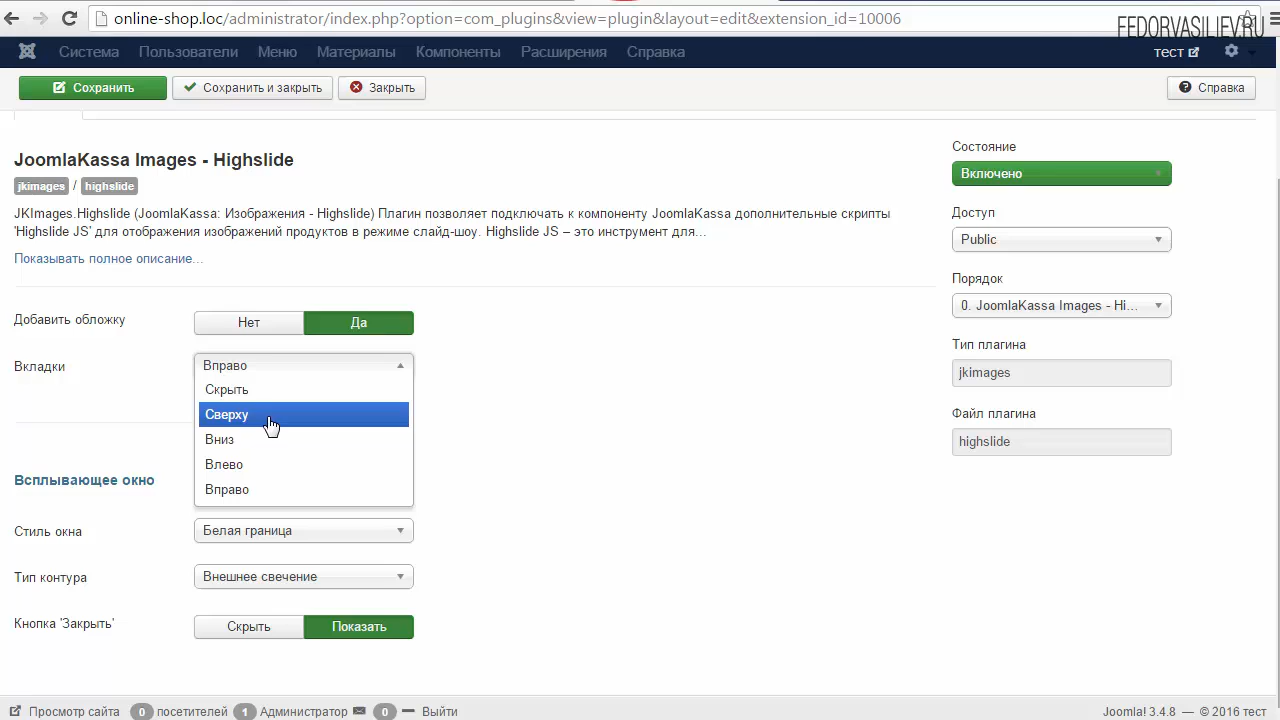 online-shop.loc/administrator/index.php?option=com_plugins&view=plugin&layout=edit&extension_id=10006
FEDORVASILIEV.RU
Система Пользователи Меню Материалы Компоненты Расширения Справка тест
Сохранить Сохранить и закрыть Закрыть Справка
JoomlaKassa Images - Highslide
jkimages / highslide
JKImages.Highslide (JoomlaKassa: Изображения - Highslide) Плагин позволяет подключать к компоненту JoomlaKassa дополнительные скрипты
'Highslide JS' для отображения изображений продуктов в режиме слайд-шоу. Highslide JS – это инструмент для...
Показывать полное описание...
Добавить обложку Нет Да
Вкладки Вправо
Скрыть
Сверху
Вниз
Влево
Вправо
Всплывающее окно
Стиль окна Белая граница
Тип контура Внешнее свечение
Кнопка 'Закрыть' Скрыть Показать
Состояние
Включено
Доступ
Public
Порядок
0. JoomlaKassa Images - Hi...
Тип плагина
jkimages
Файл плагина
highslide
Просмотр сайта 0 посетителей 1 Администратор 0 Выйти Joomla! 3.4.8 — © 2016 тест